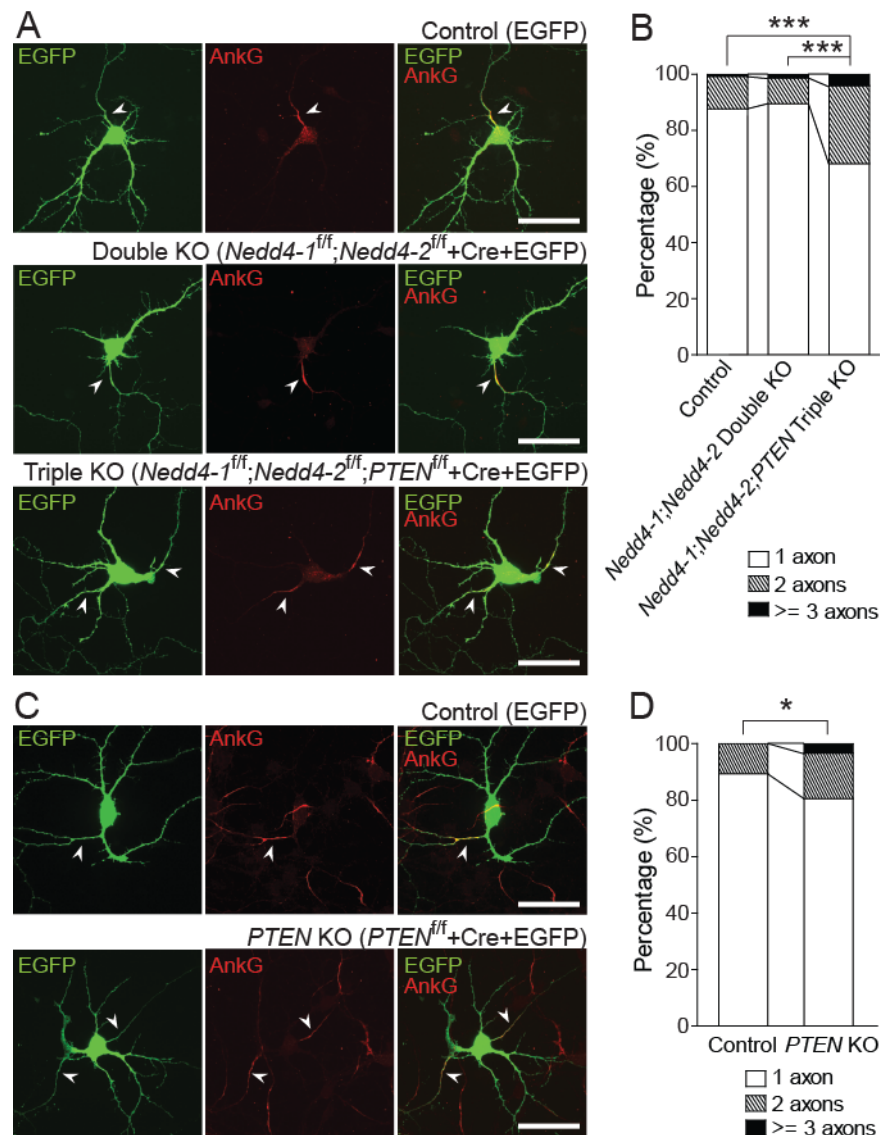 A
Control (EGFP)
EGFP
AnkG
EGFP
AnkG
Double KO (Nedd4-1f/f;Nedd4-2f/f+Cre+EGFP)
EGFP
AnkG
EGFP
AnkG
Triple KO (Nedd4-1f/f;Nedd4-2f/f;PTENf/f+Cre+EGFP)
EGFP
AnkG
EGFP
AnkG
B
***
***
Percentage (%)
100
80
60
40
20
0
Control
Nedd4-1;Nedd4-2 Double KO
Nedd4-1;Nedd4-2;PTEN Triple KO
1 axon
2 axons
>= 3 axons
C
Control (EGFP)
EGFP
AnkG
EGFP
AnkG
PTEN KO (PTENf/f+Cre+EGFP)
EGFP
AnkG
EGFP
AnkG
D
*
Percentage (%)
100
80
60
40
20
0
Control PTEN KO
1 axon
2 axons
>= 3 axons